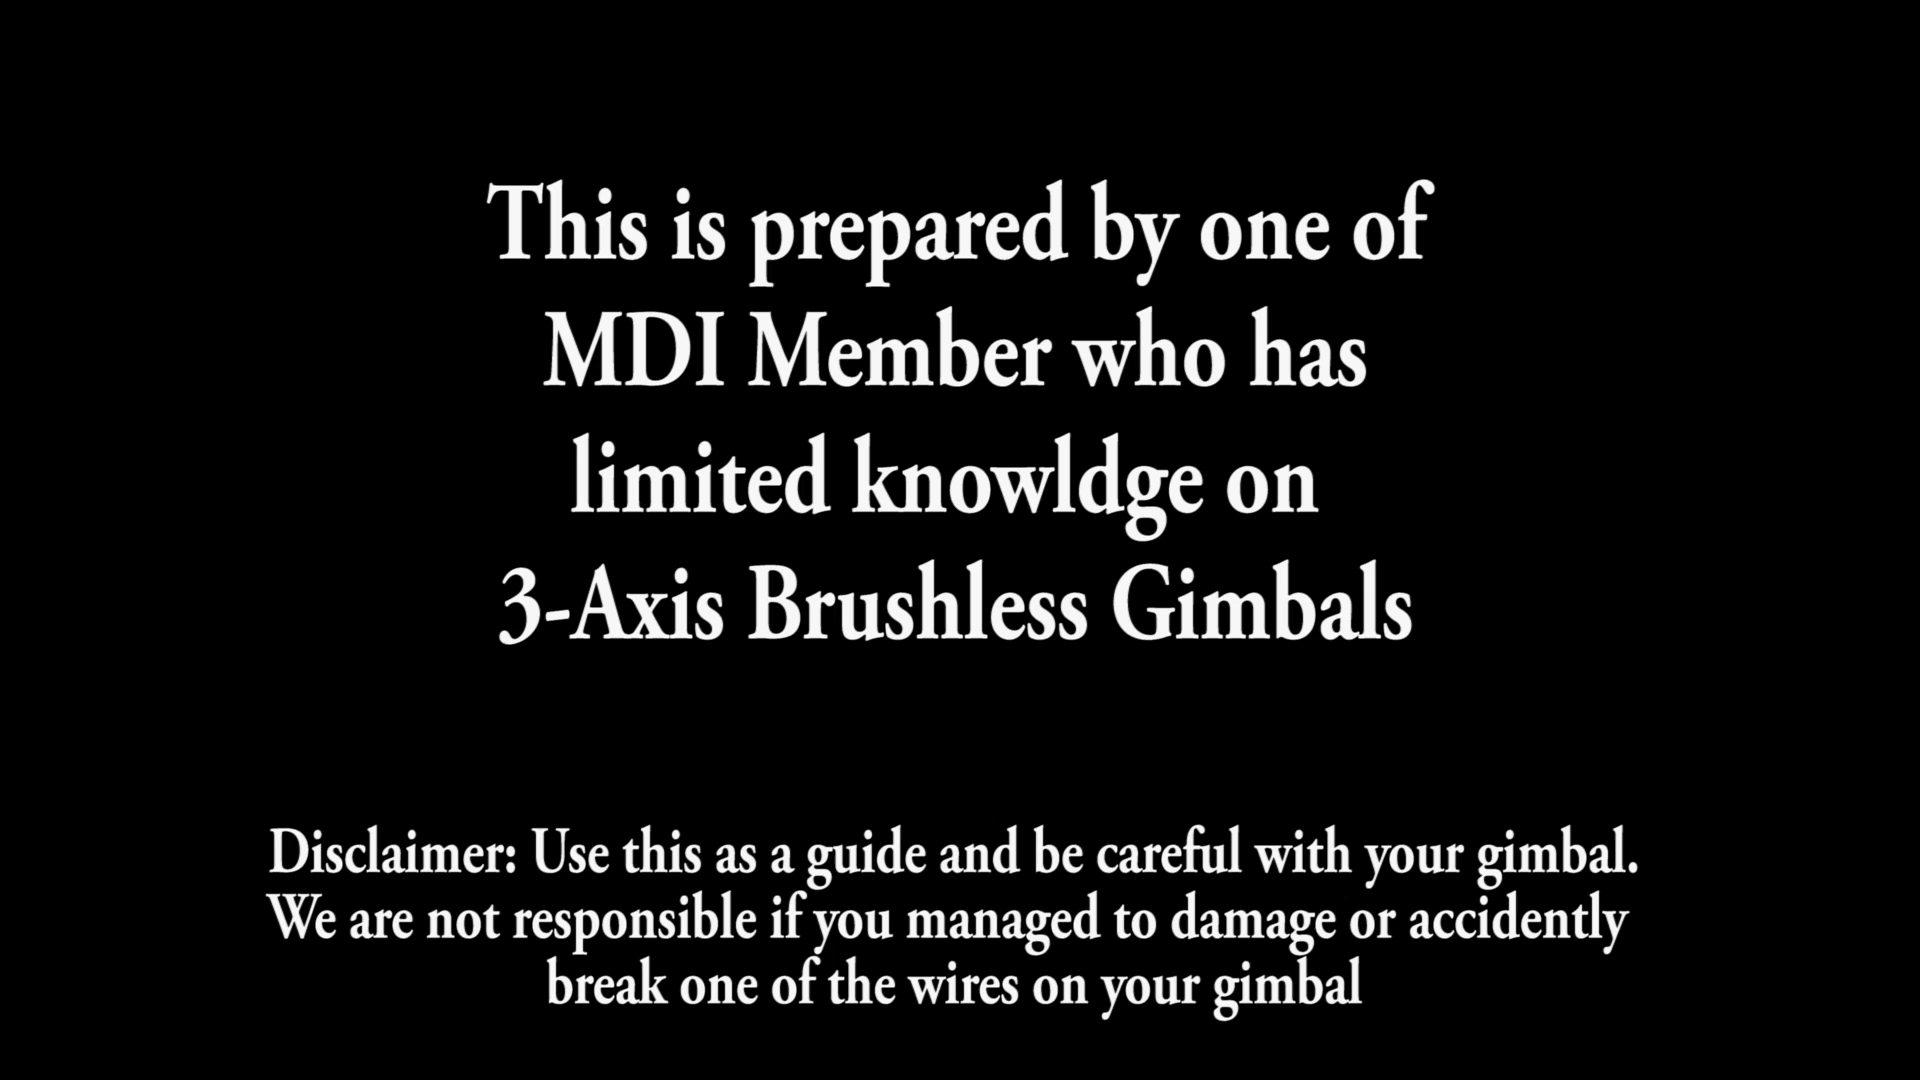 This is prepared by one of
MDI Member who has
limited knowldge on
3-Axis Brushless Gimbals
Disclaimer: Use this as a guide and be careful with your gimbal.
We are not responsible if you managed to damage or accidently
break one of the wires on your gimbal